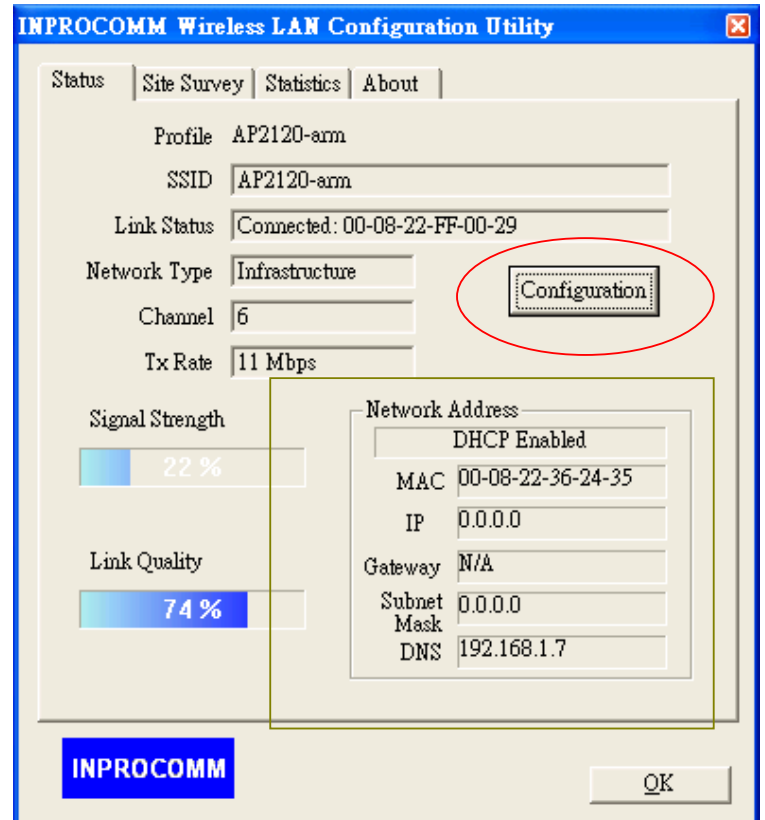 INPROCOMM Wireless LAN Configuration Utility
Status Site Survey Statistics About
Profile AP2120-arm
SSID AP2120-arm
Link Status Connected: 00-08-22-FF-00-29
Network Type Infrastructure
Configuration
Channel 6
Tx Rate 11 Mbps
Signal Strength
22 %
Link Quality
74 %
Network Address
DHCP Enabled
MAC 00-08-22-36-24-35
IP 0.0.0.0
Gateway N/A
Subnet Mask 0.0.0.0
DNS 192.168.1.7
INPROCOMM
OK